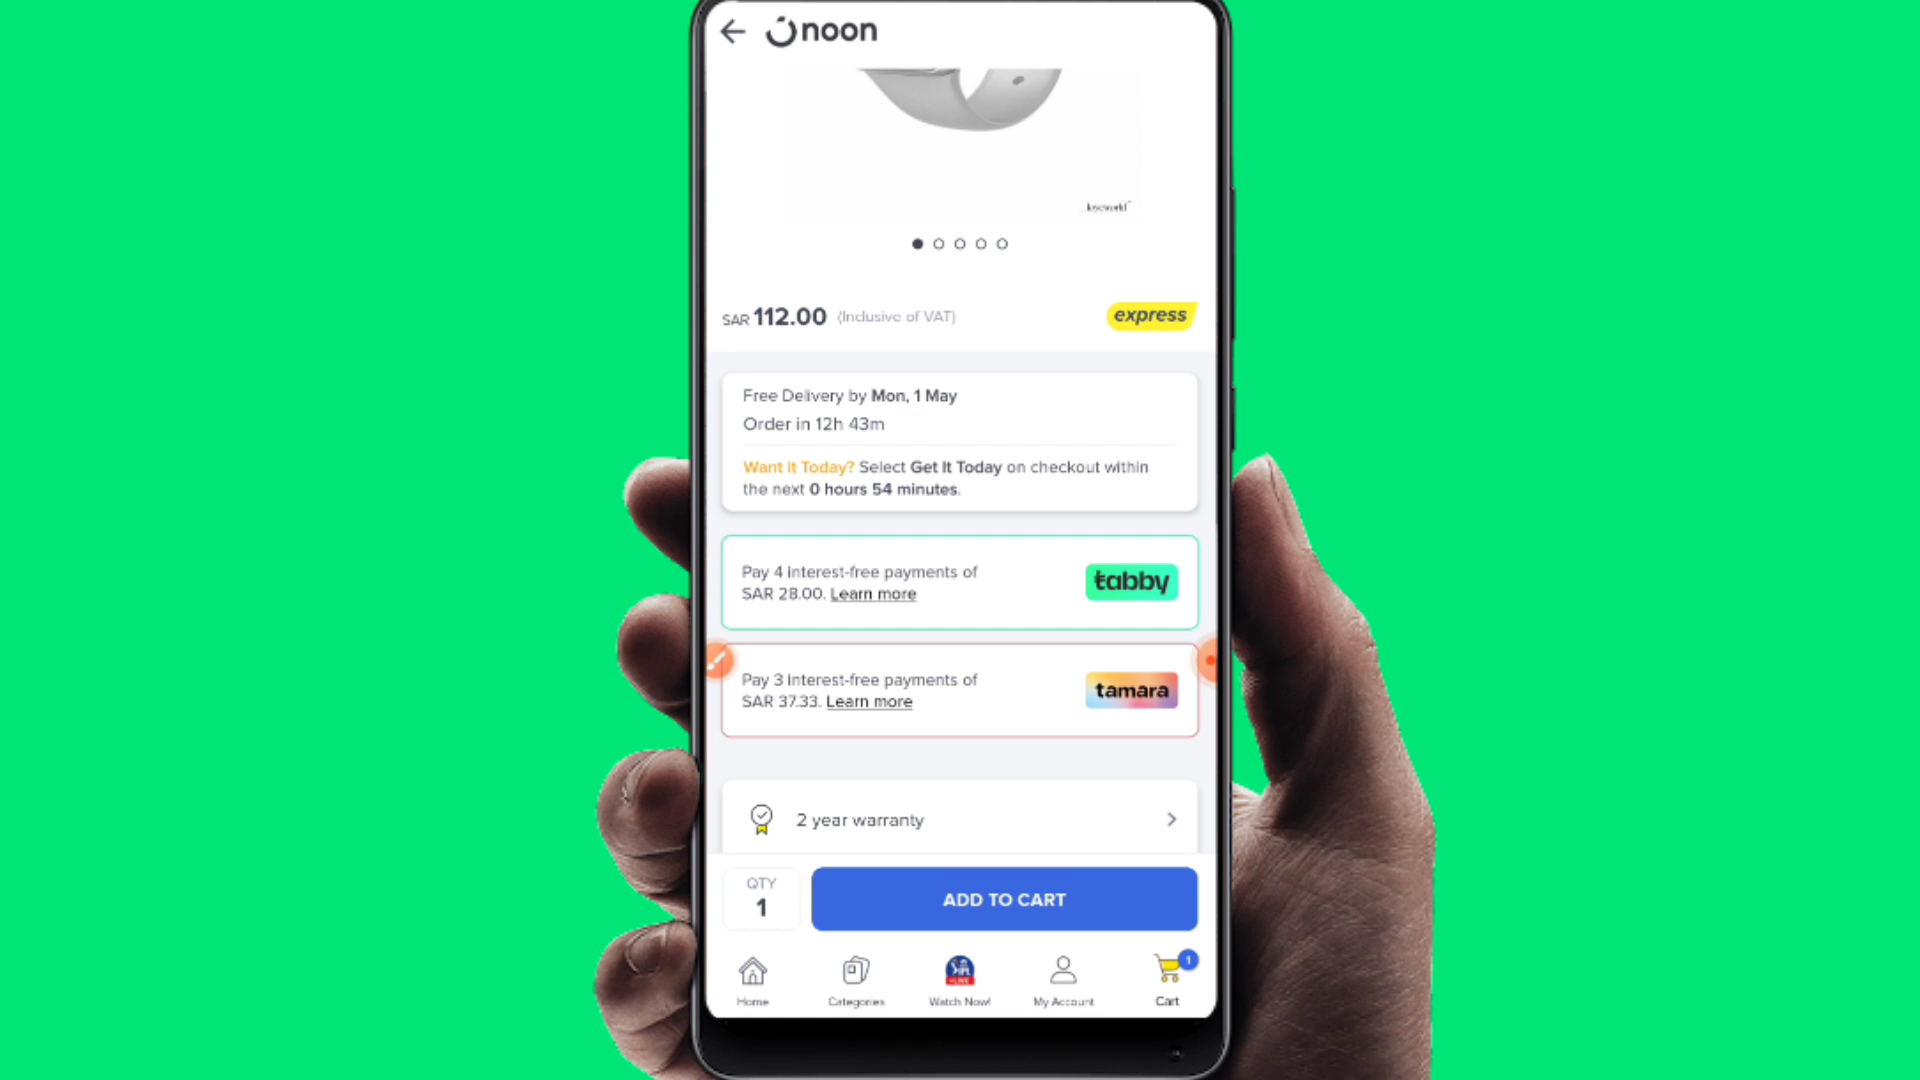 noon
SAR 112.00 (Inclusive of VAT)
express
Free Delivery by Mon, 1 May
Order in 12h 43m
Want it Today? Select Get It Today on checkout within
the next 0 hours 54 minutes.
Pay 4 interest-free payments of
SAR 28.00. Learn more
tabby
Pay 3 interest-free payments of
SAR 37.33. Learn more
tamara
2 year warranty
QTY
1
ADD TO CART
1
Home
Categories
Watch Now!
My Account
Cart